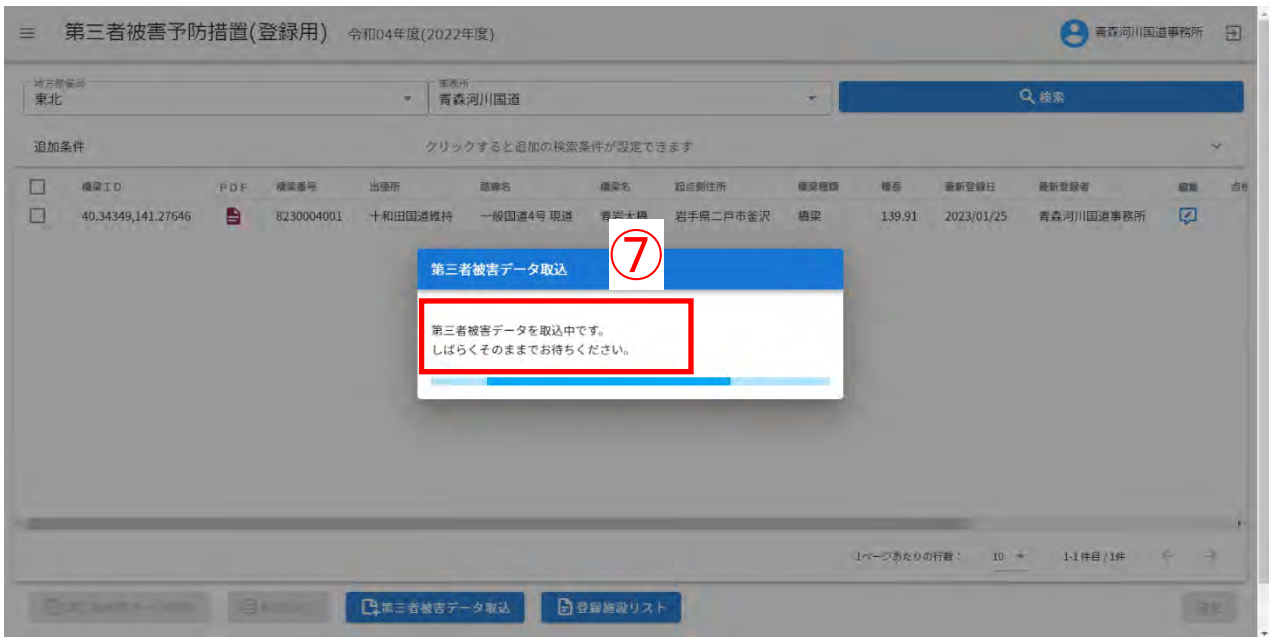 第三者被害予防措置(登録用) 令和04年度(2022年度) 青森河川国道事務所
地方整備局 事務所
東北 青森河川国道 検索
追加条件 クリックすると追加の検索条件が設定できます
橋梁ID PDF 橋梁番号 出張所 路線名 橋梁名 起点側住所 橋梁種類 橋長 最新登録日 最新登録者 編集
40.34349,141.27646 8230004001 十和田国道維持 一般国道4号 現道 青岩大橋 岩手県二戸市釜沢 橋梁 139.91 2023/01/25 青森河川国道事務所
⑦
第三者被害データ取込
第三者被害データを取込中です。
しばらくそのままでお待ちください。
1ページあたりの行数： 10 1-1 件目 / 1件
第三者被害データ取込 登録施設リスト